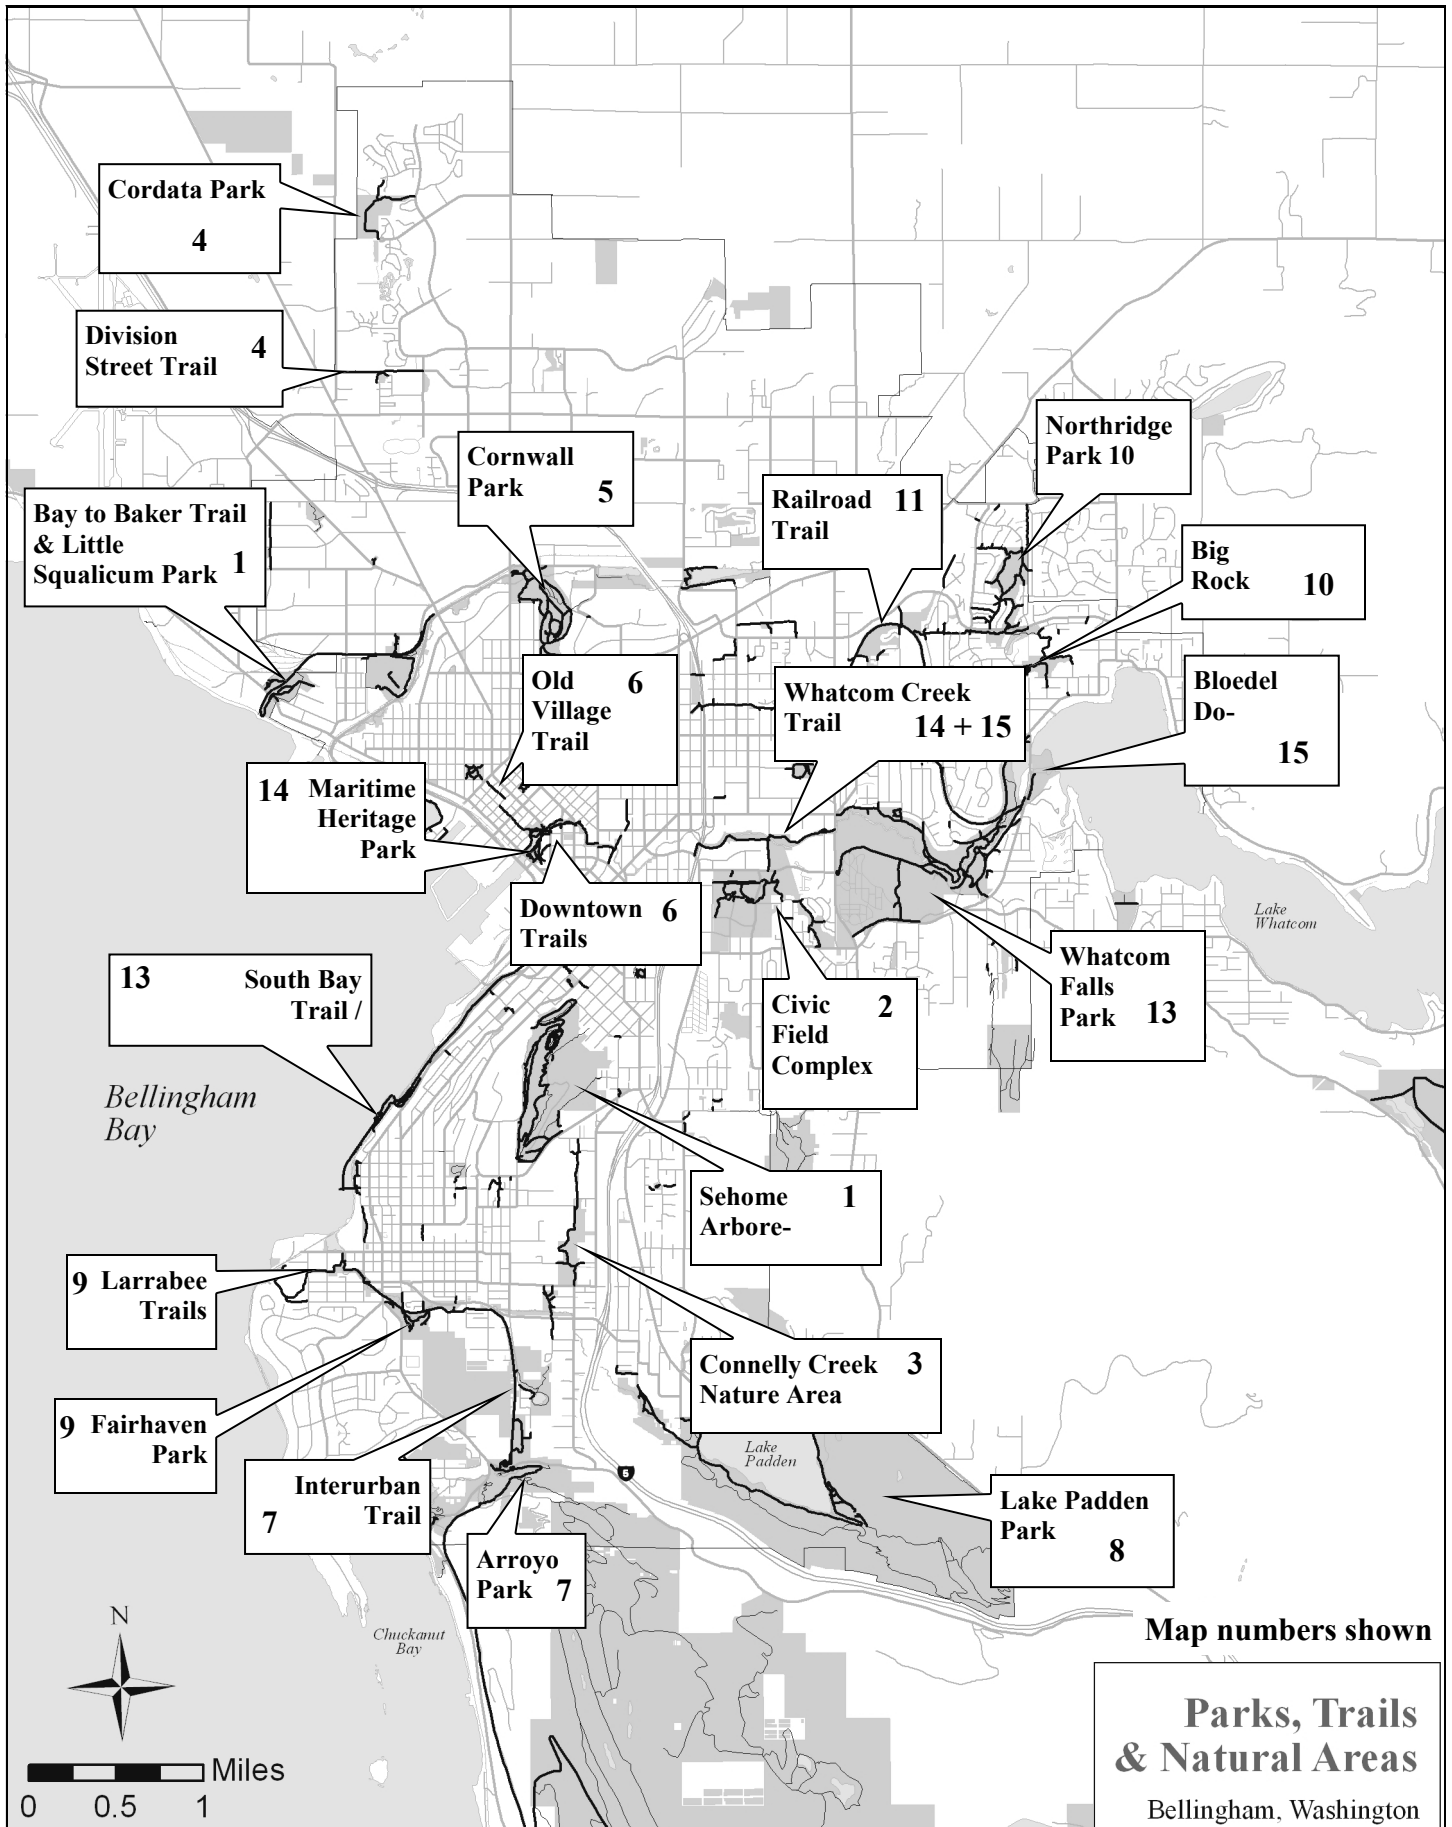 Cordata Park
4
Division
Street Trail 4
Northridge
Park 10
Cornwall
Park 5
Railroad 11
Trail
Bay to Baker Trail
& Little
Squalicum Park 1
Big
Rock 10
Old 6
Village
Trail
Whatcom Creek
Trail 14 + 15
Bloedel
Do-
15
14 Maritime
Heritage
Park
Downtown 6
Trails
Lake
Whatcom
13 South Bay
Trail /
Civic 2
Field
Complex
Whatcom
Falls
Park 13
Bellingham
Bay
Sehome 1
Arbore-
9 Larrabee
Trails
Connelly Creek 3
Nature Area
9 Fairhaven
Park
Lake
Padden
Interurban
7 Trail
5
Lake Padden
Park
8
Arroyo
Park 7
Chuckanut
Bay
N
Map numbers shown
Parks, Trails
& Natural Areas
Bellingham, Washington
Miles
0 0.5 1